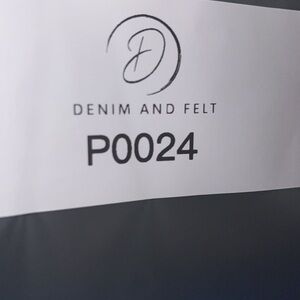 D
DENIM AND FELT
P0024